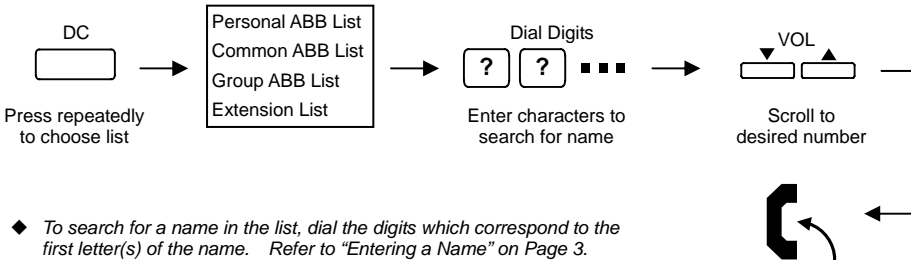 DC
Press repeatedly
to choose list
Personal ABB List
Common ABB List
Group ABB List
Extension List
Dial Digits
? ?
Enter characters to
search for name
VOL
Scroll to
desired number
◆ To search for a name in the list, dial the digits which correspond to the
first letter(s) of the name. Refer to “Entering a Name” on Page 3.